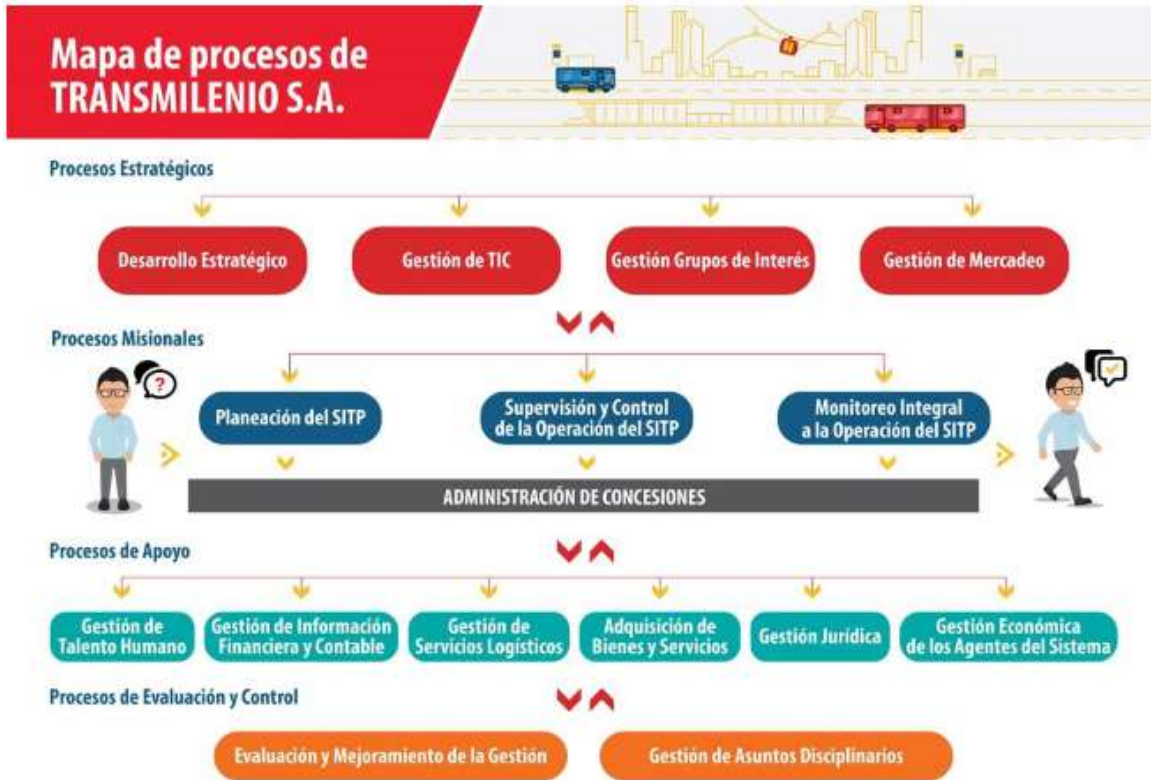 Mapa de procesos de
TRANSMILENIO S.A.
Procesos Estratégicos
Desarrollo Estratégico
Gestión de TIC
Gestión Grupos de Interés
Gestión de Mercadeo
Procesos Misionales
?
Planeación del SITP
Supervisión y Control
de la Operación del SITP
Monitoreo Integral
a la Operación del SITP
ADMINISTRACIÓN DE CONCESIONES
Procesos de Apoyo
Gestión de
Talento Humano
Gestión de Información
Financiera y Contable
Gestión de
Servicios Logísticos
Adquisición de
Bienes y Servicios
Gestión Jurídica
Gestión Económica
de los Agentes del Sistema
Procesos de Evaluación y Control
Evaluación y Mejoramiento de la Gestión
Gestión de Asuntos Disciplinarios